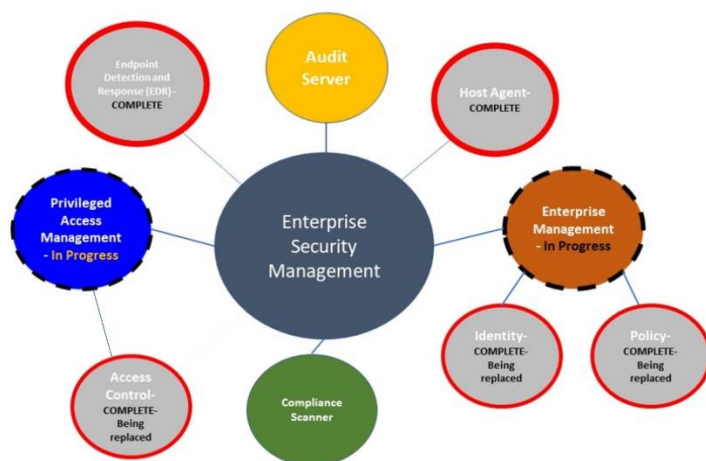 Endpoint
Detection and
Response (EDR) -
COMPLETE
Audit
Server
Host Agent-
COMPLETE
Privileged
Access
Management
- In Progress
Enterprise
Security
Management
Enterprise
Management
- In Progress
Access
Control-
COMPLETE-
Being
replaced
Compliance
Scanner
Identity-
COMPLETE-
Being
replaced
Policy-
COMPLETE-
Being
replaced